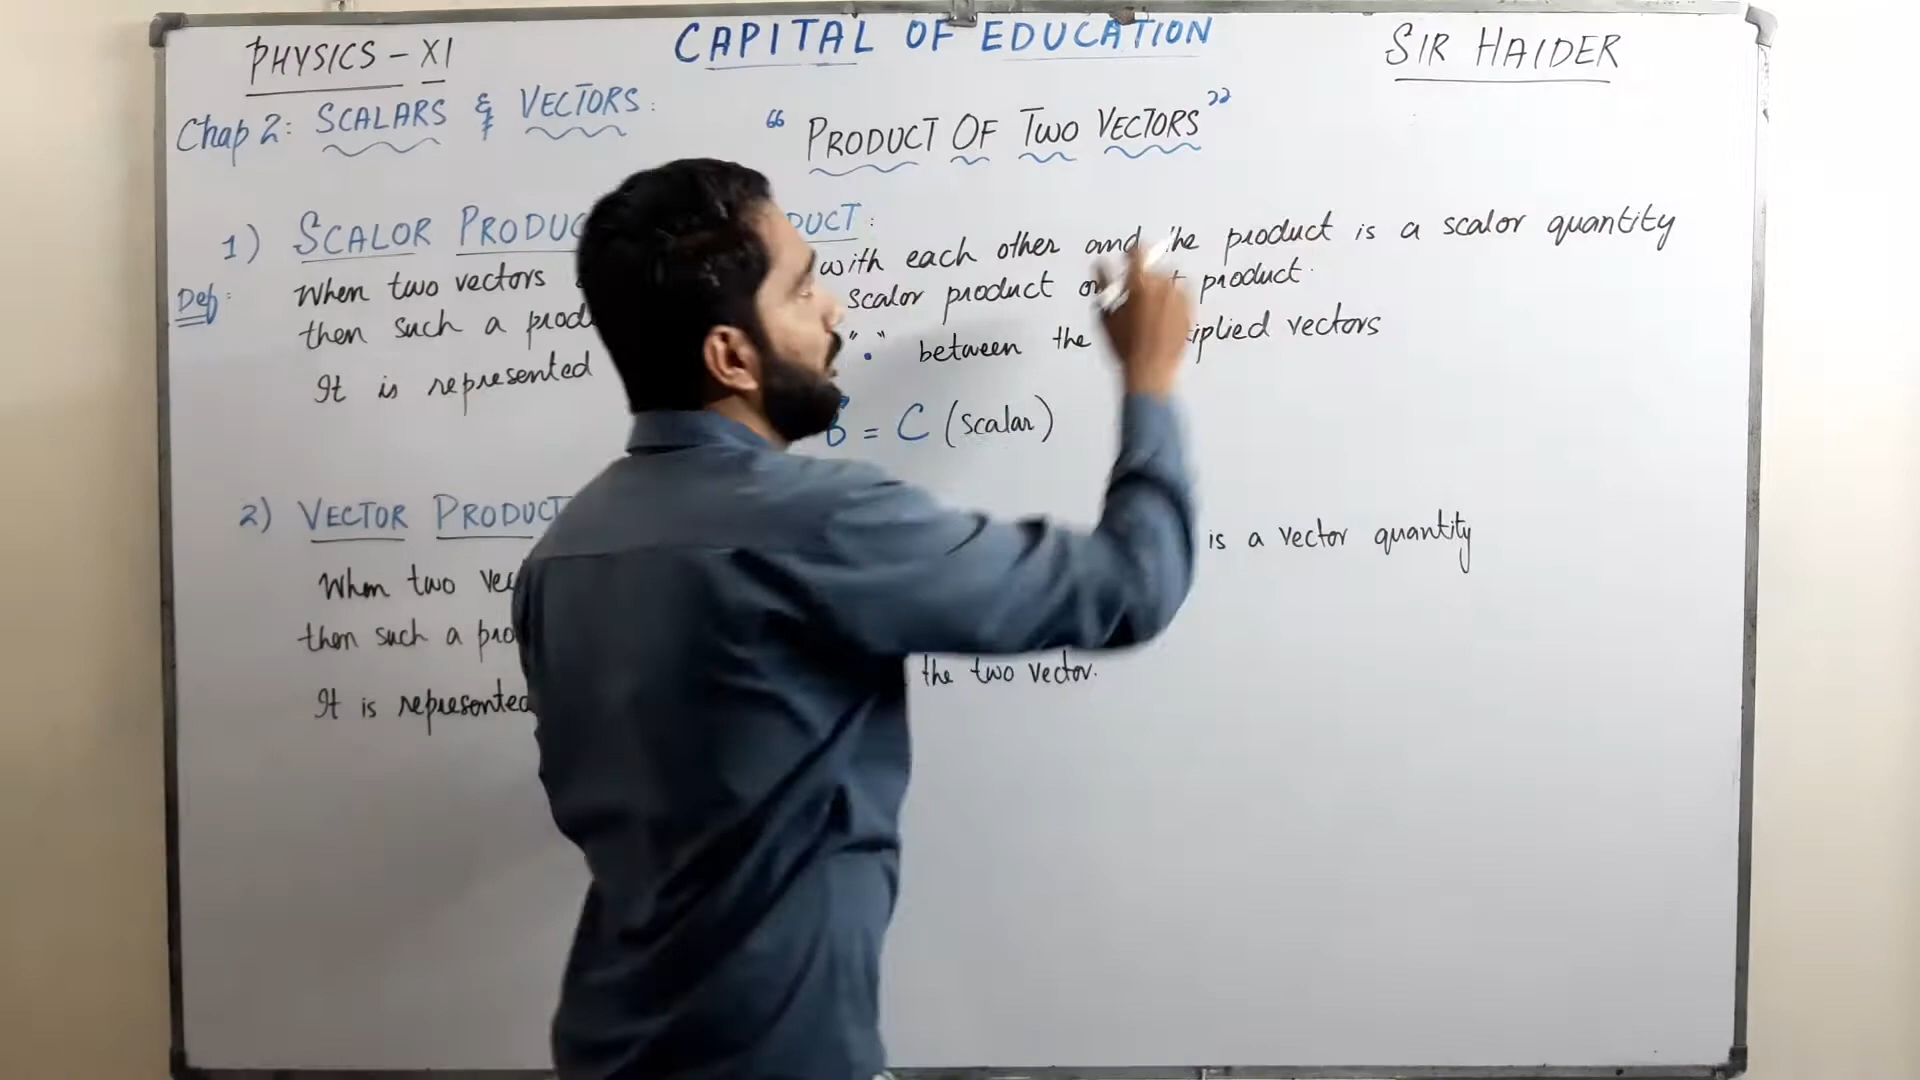 PHYSICS - XI
CAPITAL OF EDUCATION
SIR HAIDER
Chap 2: SCALARS & VECTORS:
“ PRODUCT OF TWO VECTORS ”
1) SCALOR PRODUC DUCT:
Def: When two vectors with each other and the product is a scalor quantity
then such a prod scalor product product.
It is represented " . " between the iplied vectors
B = C (scalar)
2) VECTOR PRODUCT
When two vec is a vector quantity
then such a pro
It is represented the two vector.